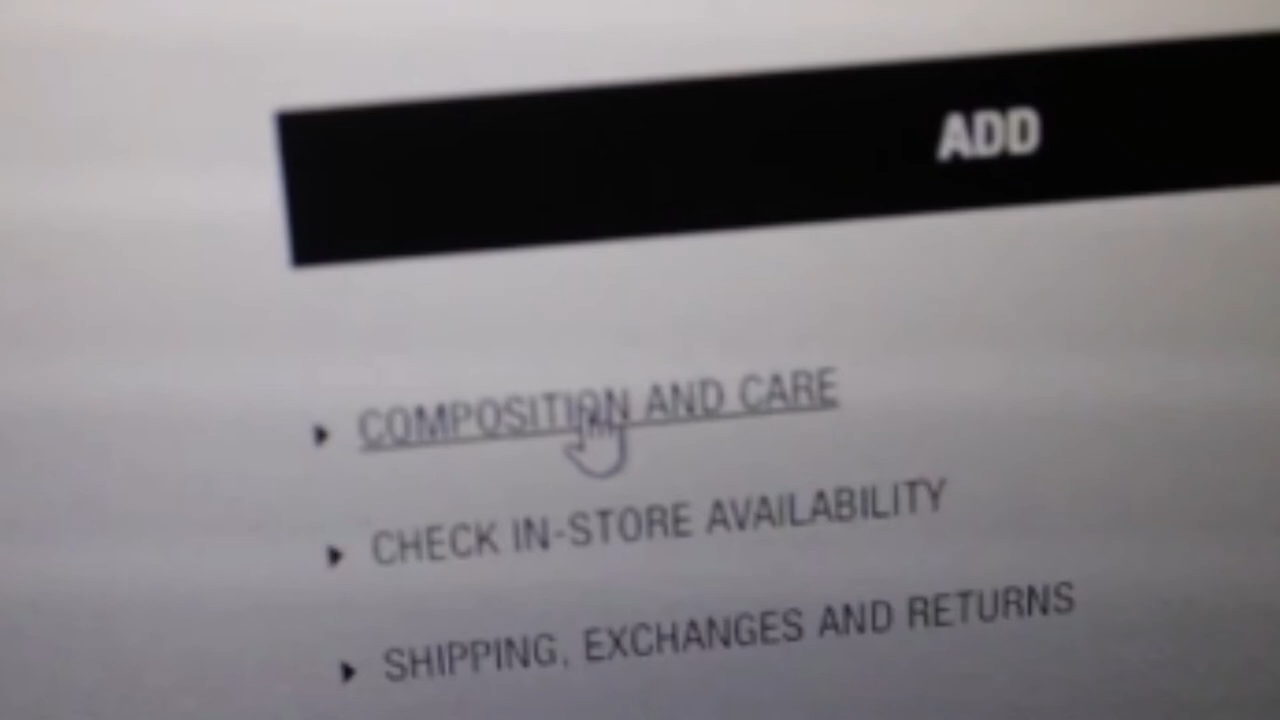 ADD
COMPOSITION AND CARE
CHECK IN-STORE AVAILABILITY
SHIPPING, EXCHANGES AND RETURNS